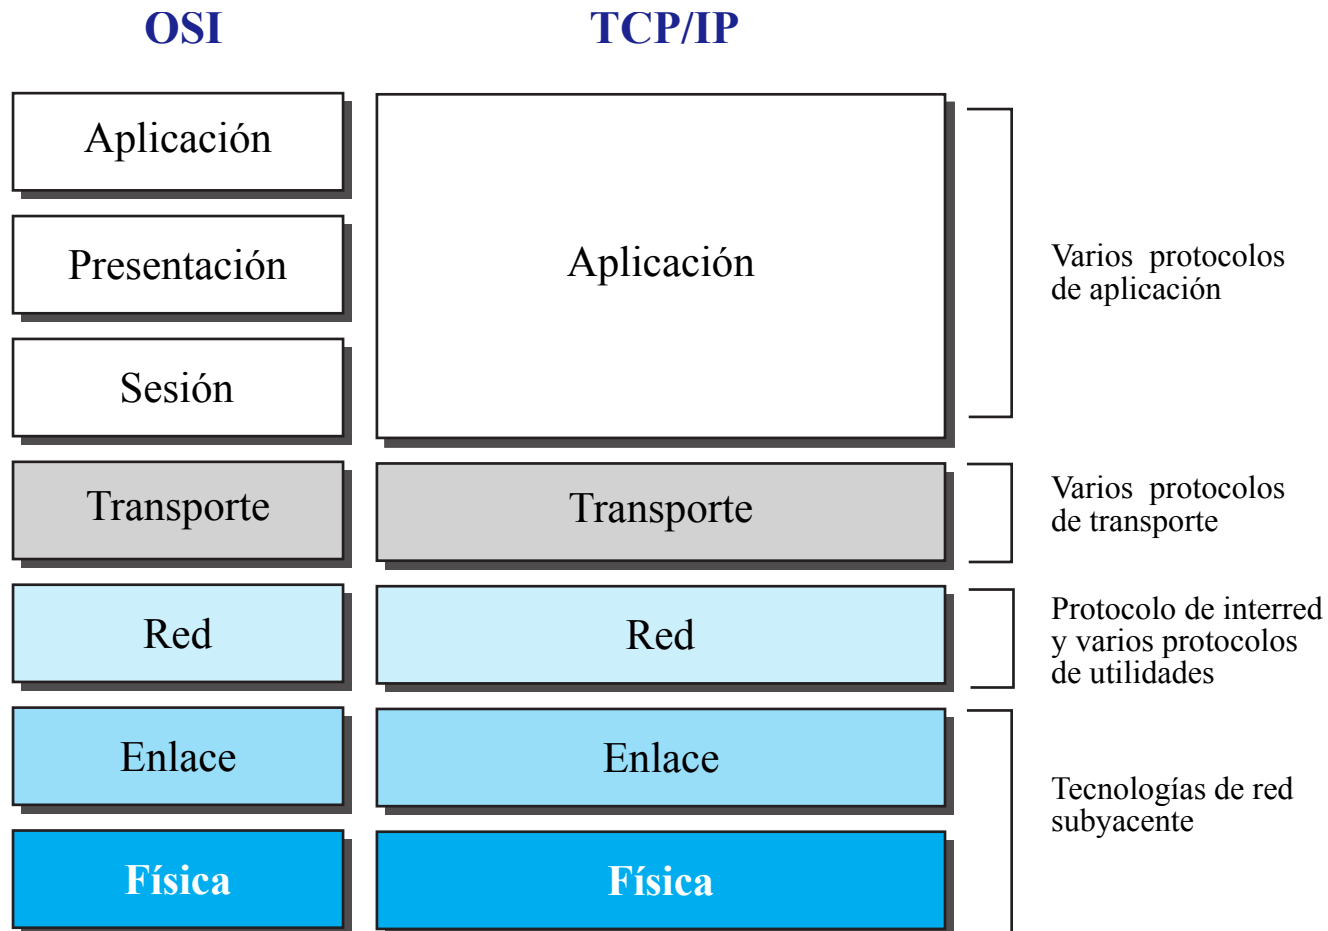 OSI
TCP/IP
Aplicación
Presentación
Sesión
Transporte
Red
Enlace
Física
Aplicación
Transporte
Red
Enlace
Física
Varios protocolos
de aplicación
Varios protocolos
de transporte
Protocolo de interred
y varios protocolos
de utilidades
Tecnologías de red
subyacente